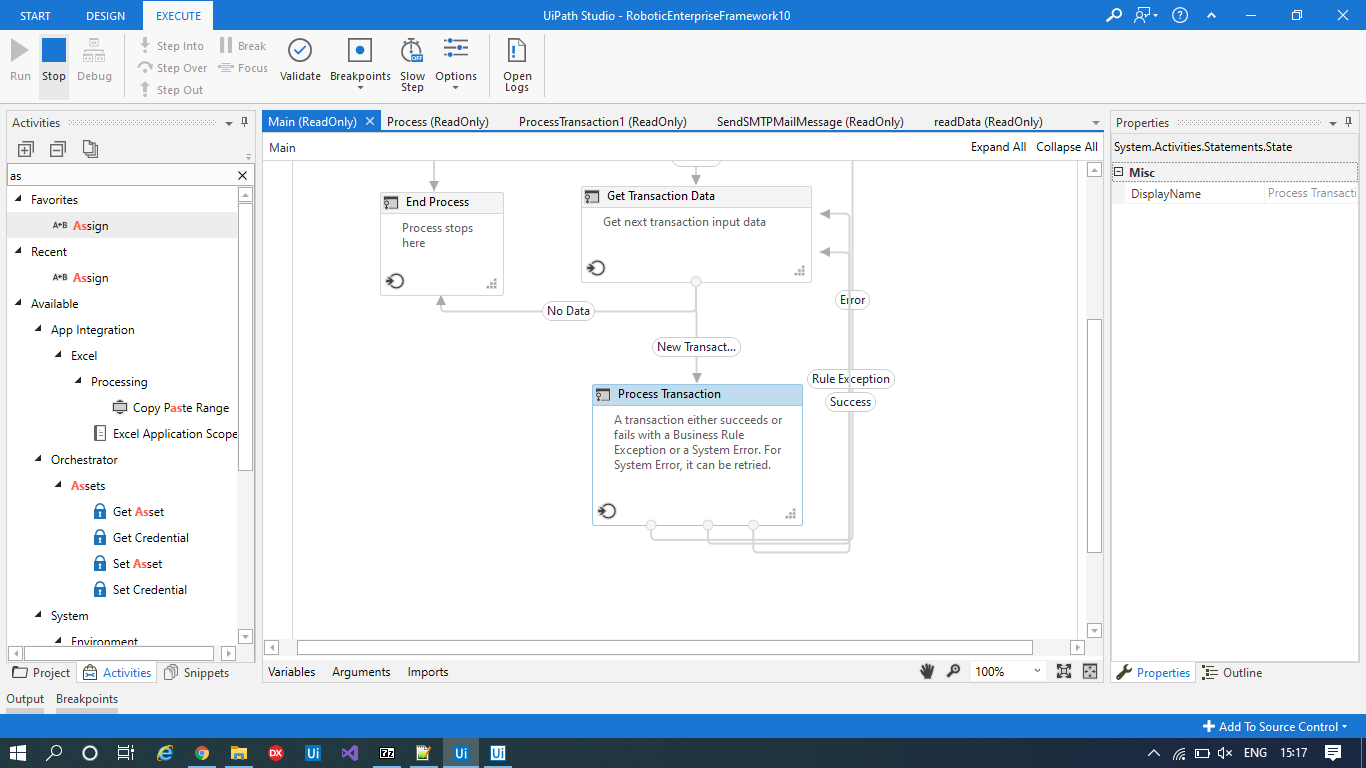 START DESIGN EXECUTE UiPath Studio - RoboticEnterpriseFramework10
Run Stop Debug
Step Into
Step Over
Step Out
Break
Focus
Validate Breakpoints Slow Step Options Open Logs
Activities
as
Favorites
Assign
Recent
Assign
Available
App Integration
Excel
Processing
Copy Paste Range
Excel Application Scope
Orchestrator
Assets
Get Asset
Get Credential
Set Asset
Set Credential
System
Environment
Project Activities Snippets
Main (ReadOnly) Process (ReadOnly) ProcessTransaction1 (ReadOnly) SendSMTPMailMessage (ReadOnly) readData (ReadOnly)
Main Expand All Collapse All
End Process
Process stops
here
Get Transaction Data
Get next transaction input data
No Data
Error
New Transact...
Rule Exception
Success
Process Transaction
A transaction either succeeds or
fails with a Business Rule
Exception or a System Error. For
System Error, it can be retried.
Variables Arguments Imports 100%
Properties
System.Activities.Statements.State
Misc
DisplayName Process Transacti
Properties Outline
Output Breakpoints
Add To Source Control
ENG 15:17